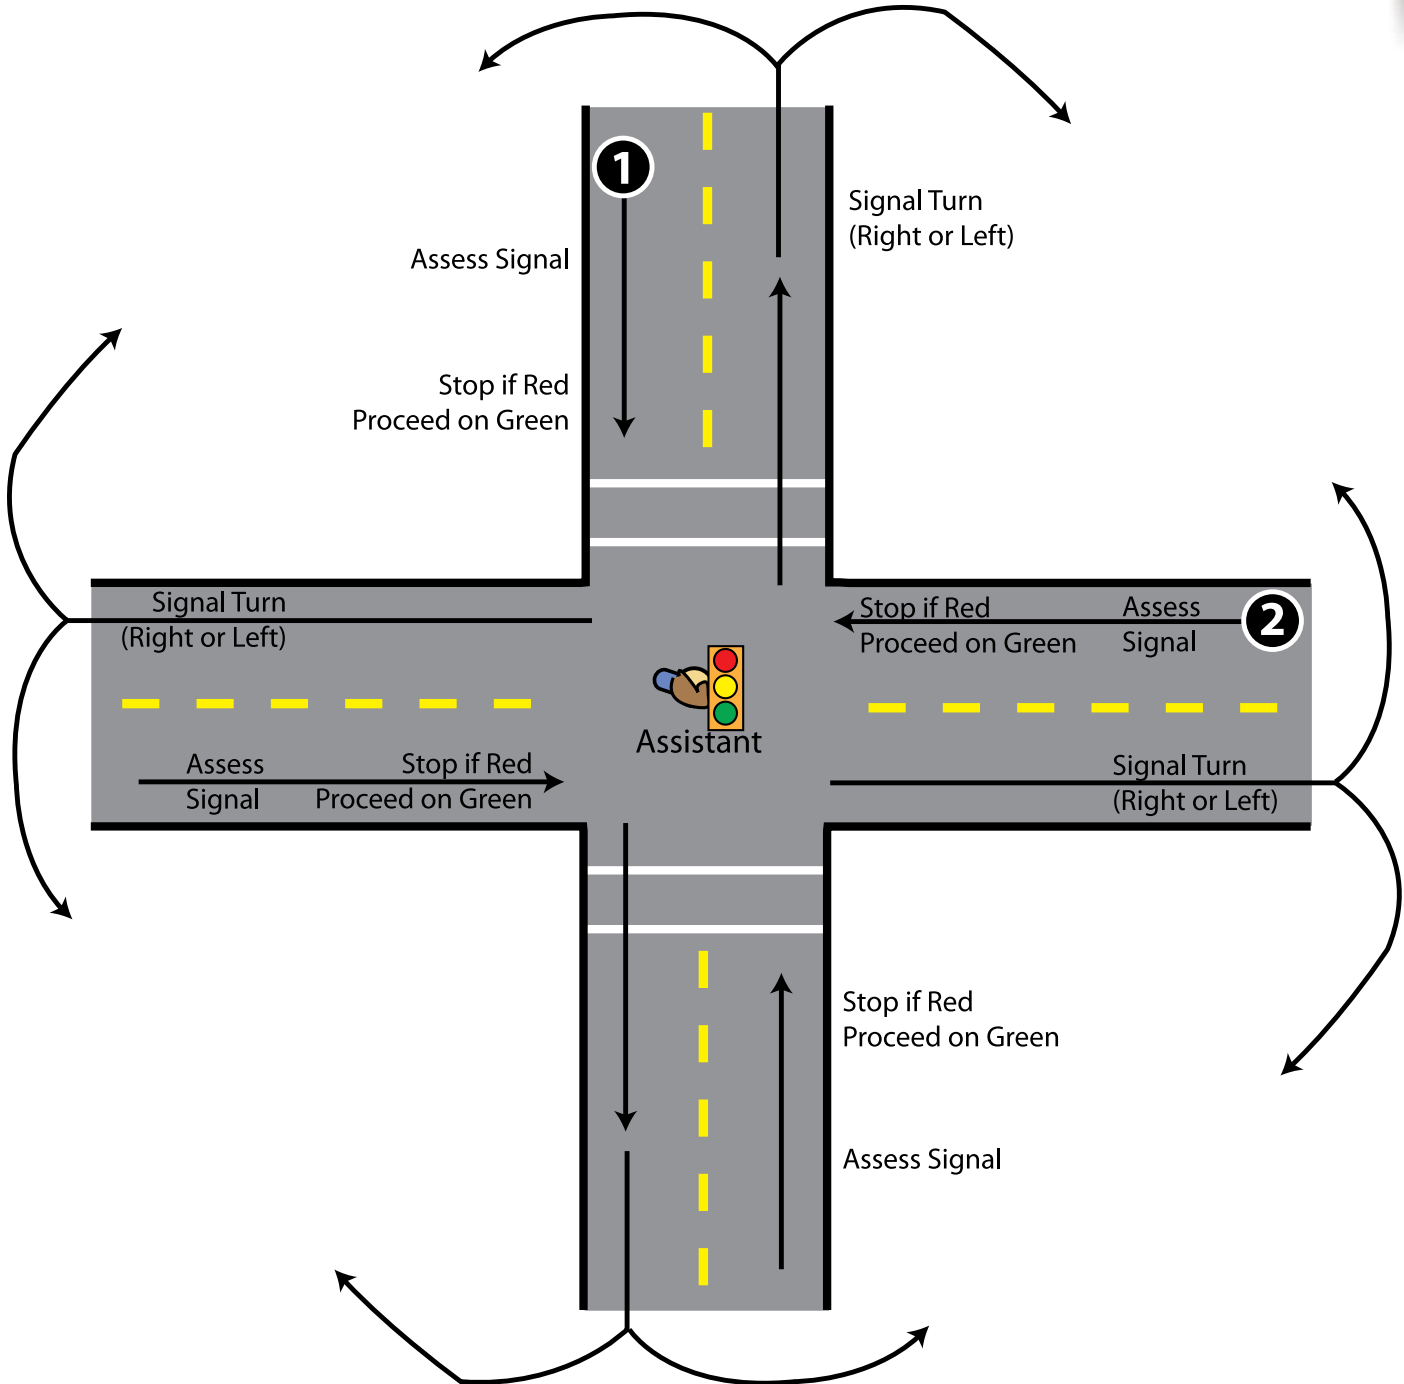 1
Signal Turn
(Right or Left)
Assess Signal
Stop if Red
Proceed on Green
Signal Turn
(Right or Left)
Stop if Red
Proceed on Green
Assess
Signal
2
Assistant
Assess
Signal
Stop if Red
Proceed on Green
Signal Turn
(Right or Left)
Stop if Red
Proceed on Green
Assess Signal